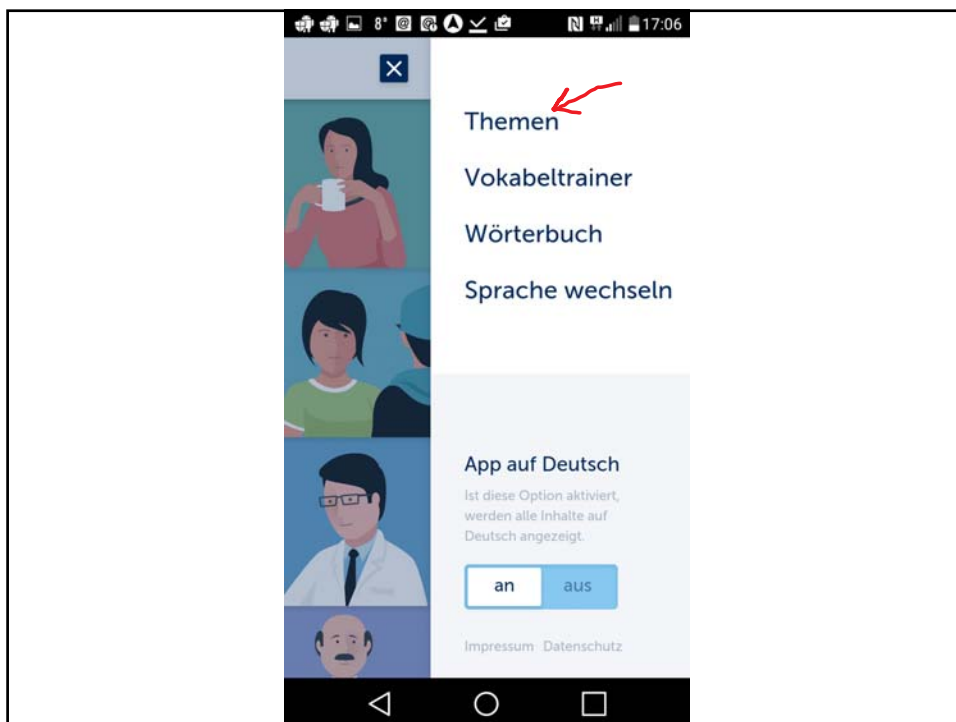 8° 17:06
Themen
Vokabeltrainer
Wörterbuch
Sprache wechseln
App auf Deutsch
Ist diese Option aktiviert,
werden alle Inhalte auf
Deutsch angezeigt.
an aus
Impressum Datenschutz